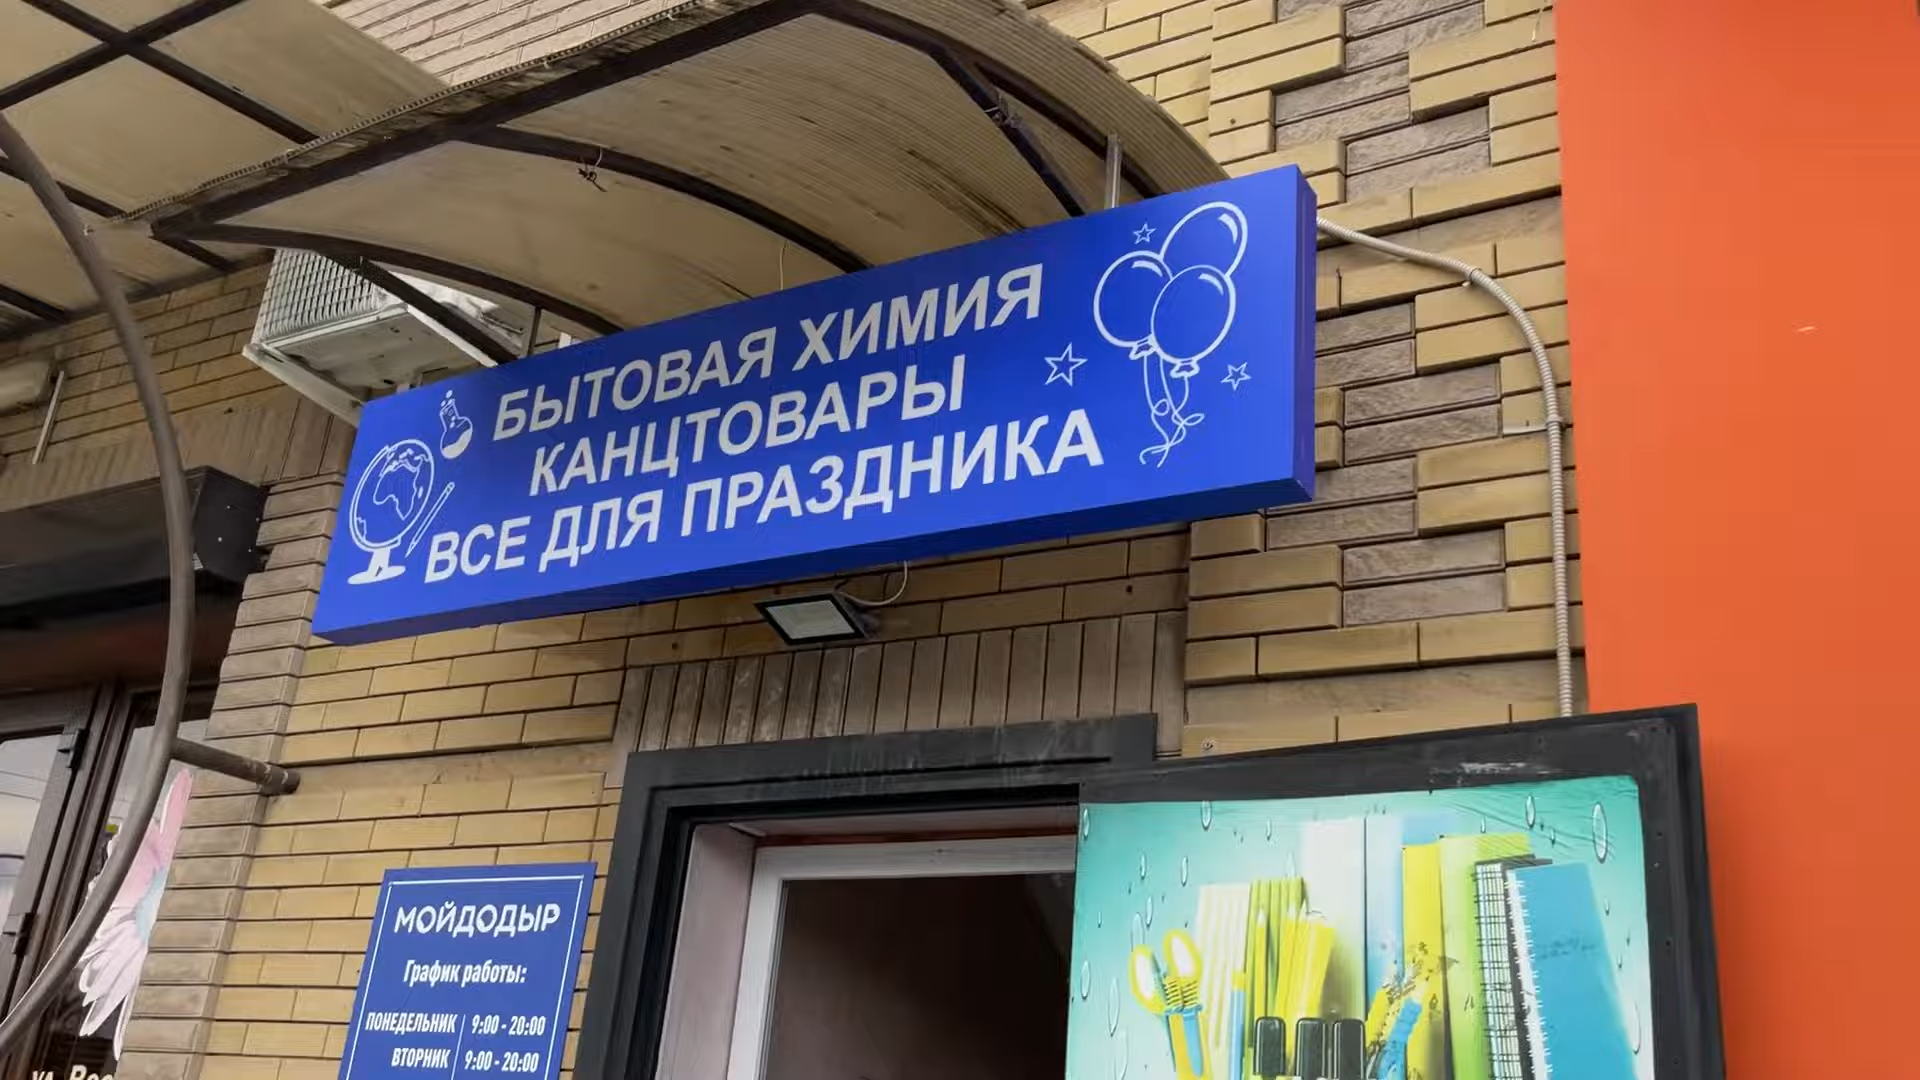 БЫТОВАЯ ХИМИЯ
КАНЦТОВАРЫ
ВСЕ ДЛЯ ПРАЗДНИКА
МОЙДОДЫР
График работы:
ПОНЕДЕЛЬНИК 9:00 - 20:00
ВТОРНИК 9:00 - 20:00